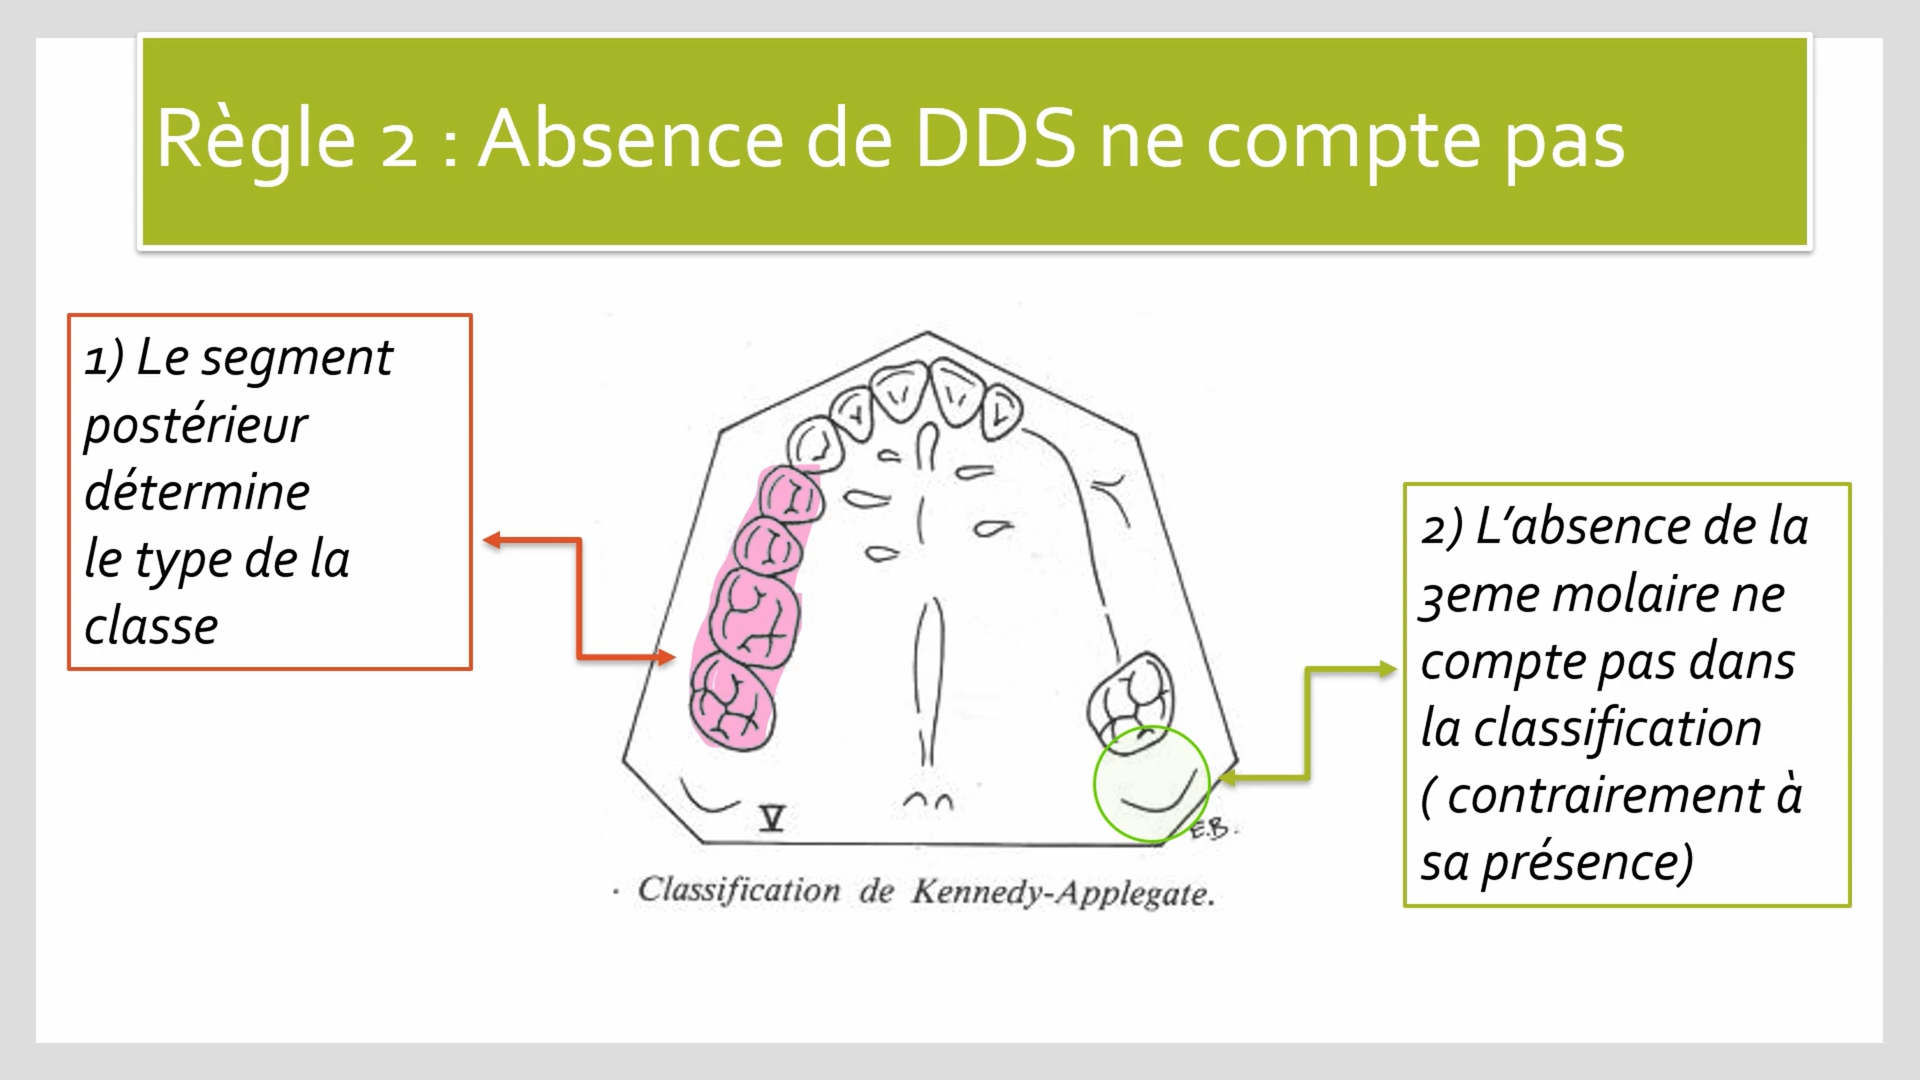 Règle 2 : Absence de DDS ne compte pas
1) Le segment
postérieur
détermine
le type de la
classe
2) L’absence de la
3eme molaire ne
compte pas dans
la classification
( contrairement à
sa présence)
V
E.B.
· Classification de Kennedy-Applegate.